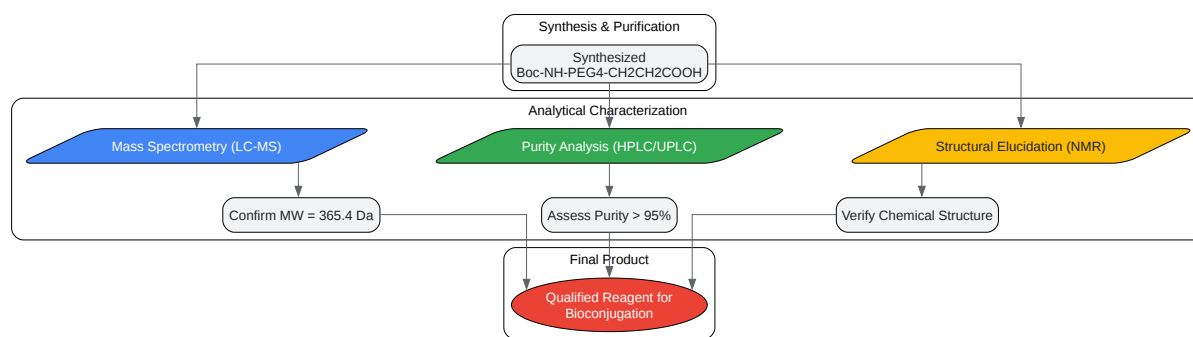 Synthesis & Purification
Synthesized
Boc-NH-PEG4-CH2CH2COOH
Analytical Characterization
Mass Spectrometry (LC-MS)
Purity Analysis (HPLC/UPLC)
Structural Elucidation (NMR)
Confirm MW = 365.4 Da
Assess Purity > 95%
Verify Chemical Structure
Final Product
Qualified Reagent for
Bioconjugation